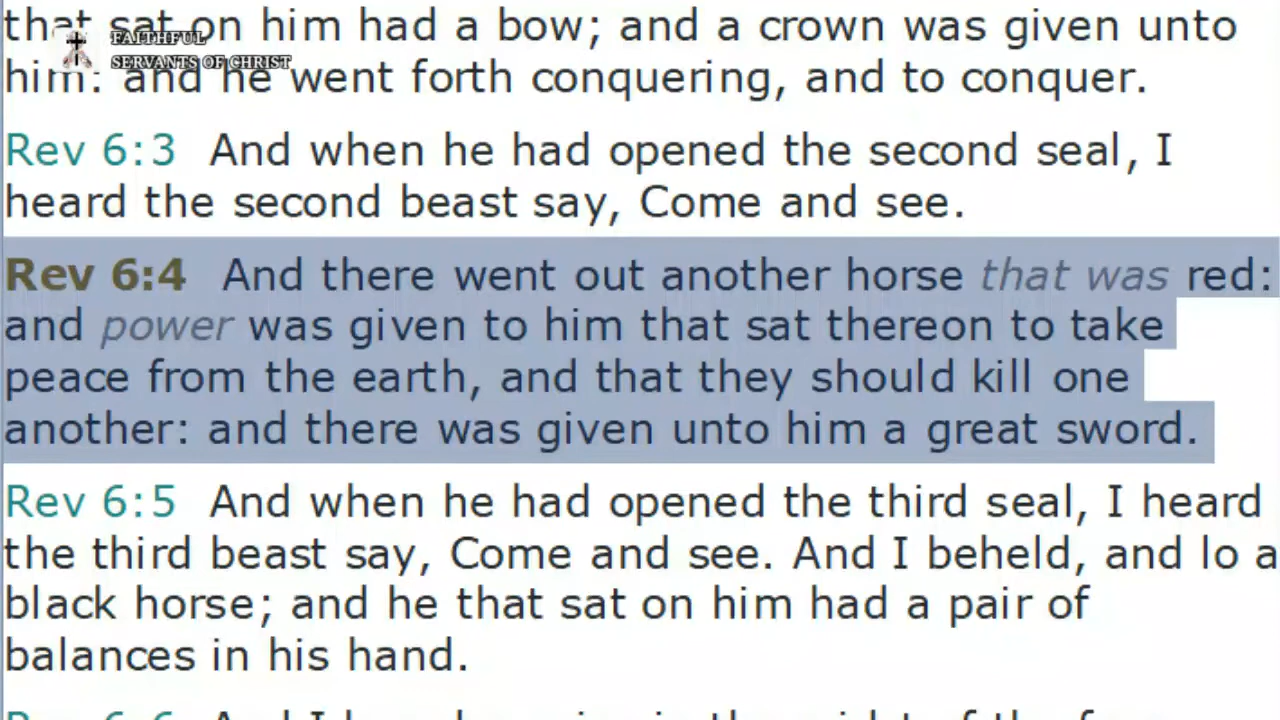 that sat on him had a bow; and a crown was given unto
FAITHFUL
SERVANTS OF CHRIST
him: and he went forth conquering, and to conquer.
Rev 6:3 And when he had opened the second seal, I
heard the second beast say, Come and see.
Rev 6:4 And there went out another horse that was red:
and power was given to him that sat thereon to take
peace from the earth, and that they should kill one
another: and there was given unto him a great sword.
Rev 6:5 And when he had opened the third seal, I heard
the third beast say, Come and see. And I beheld, and lo a
black horse; and he that sat on him had a pair of
balances in his hand.